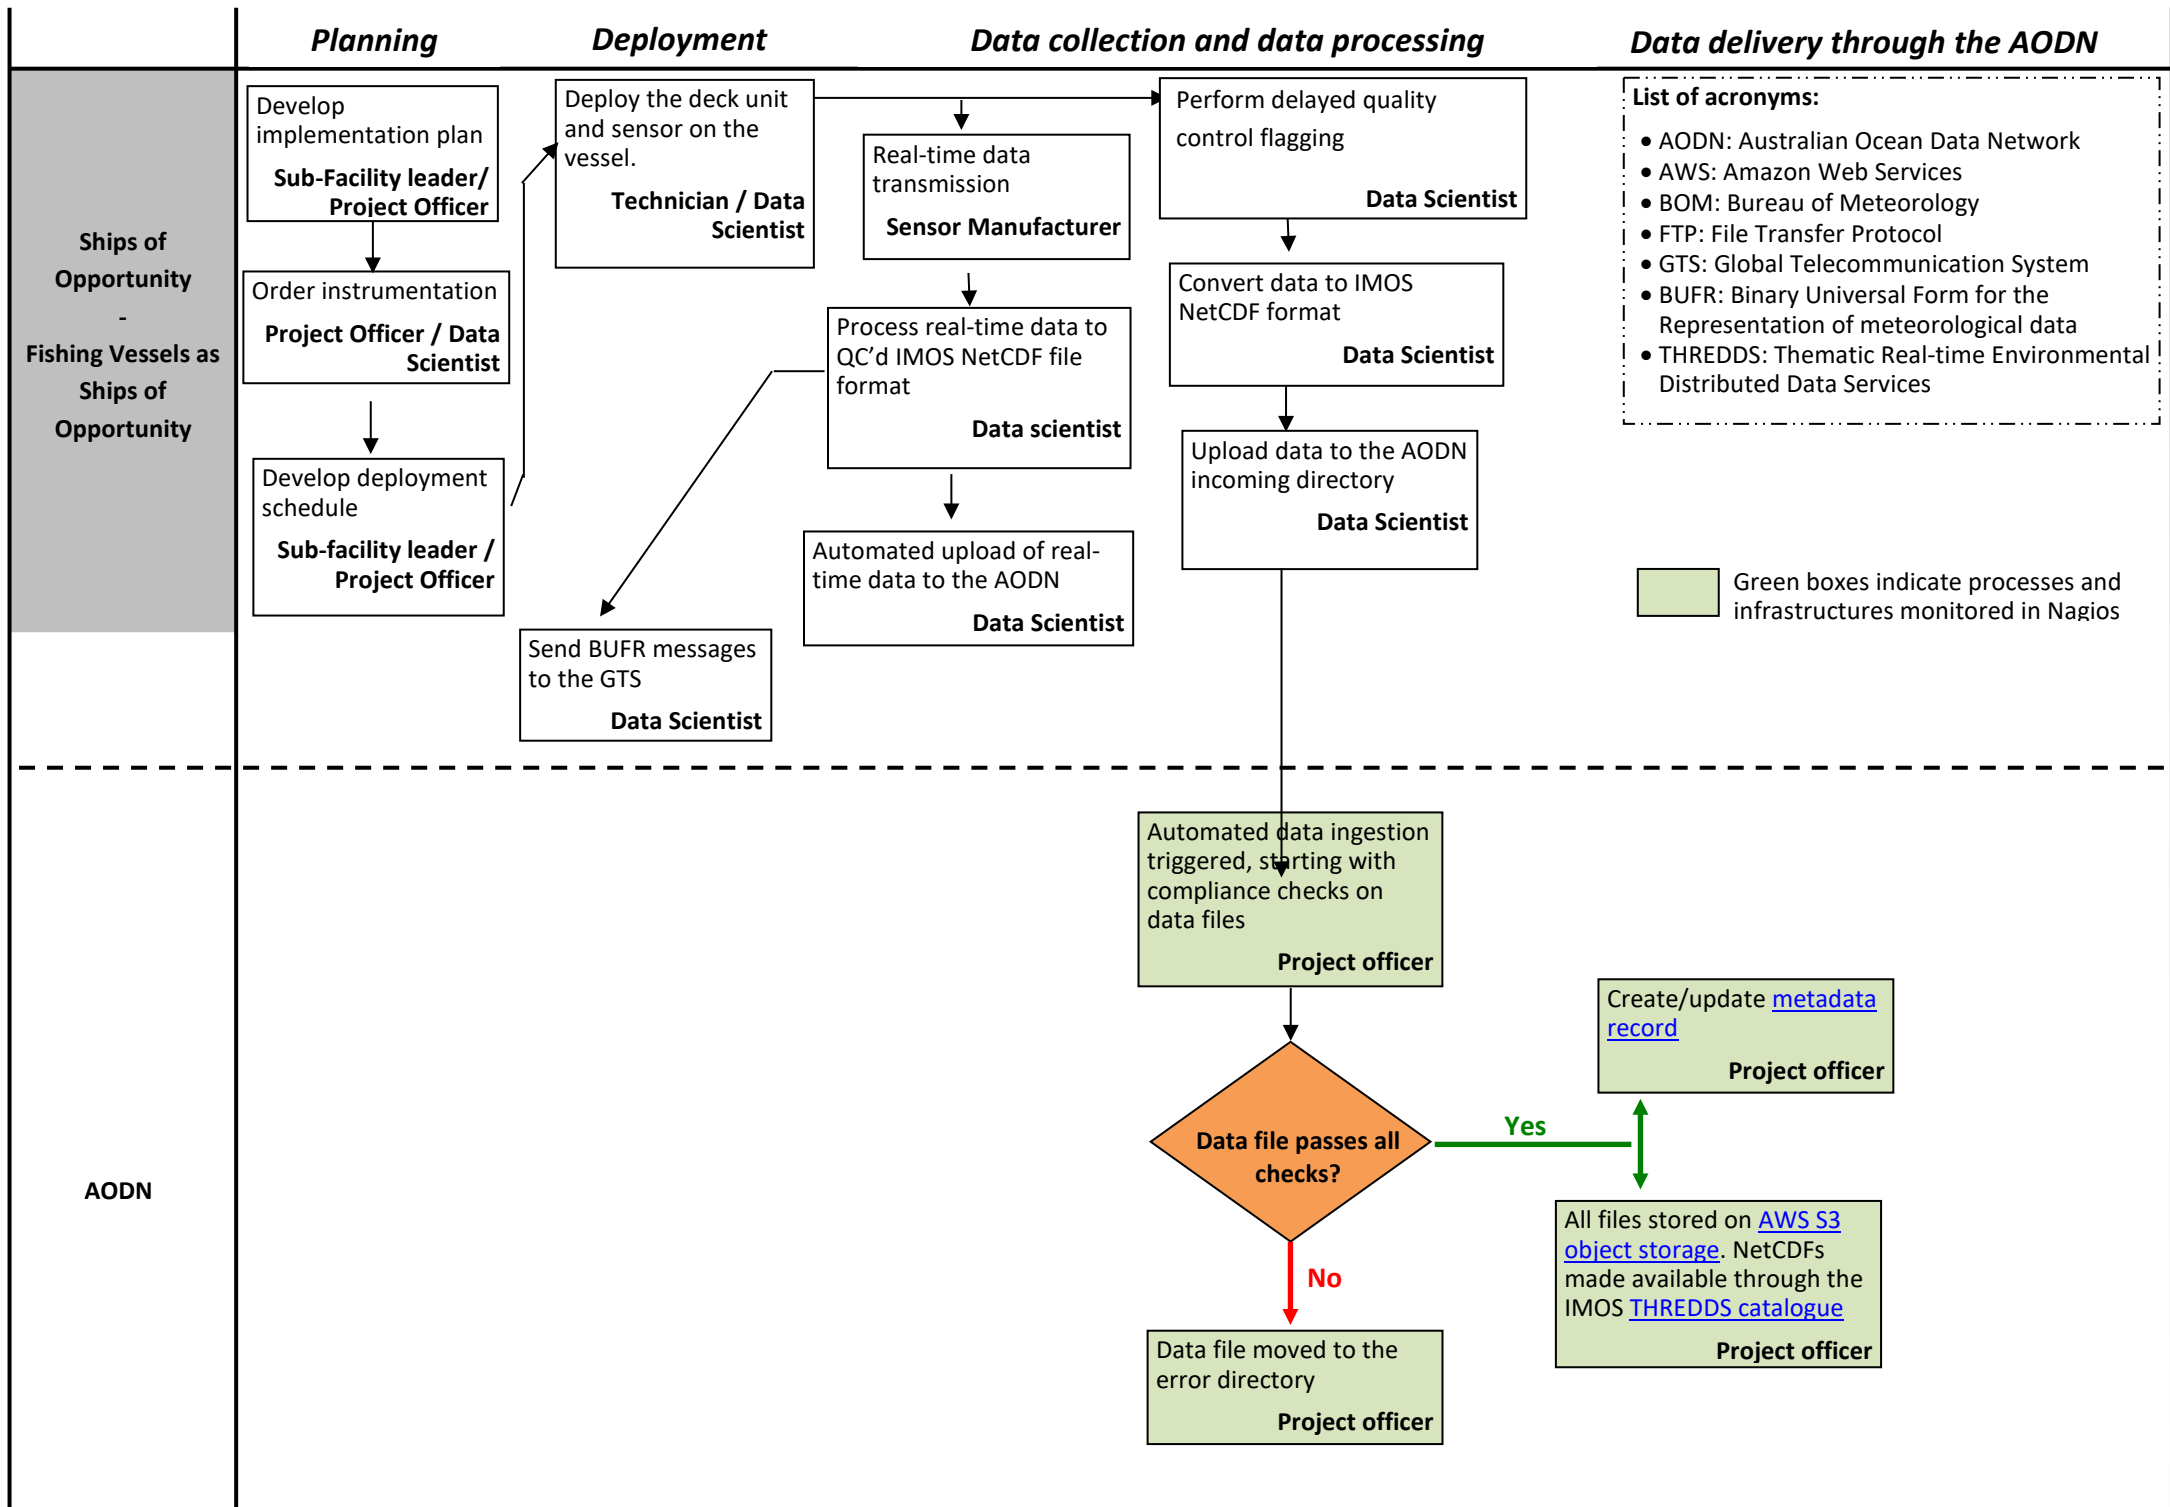 Planning
Deployment
Data collection and data processing
Data delivery through the AODN
Ships of
Opportunity
-
Fishing Vessels as
Ships of
Opportunity
Develop
implementation plan
Sub-Facility leader/
Project Officer
Order instrumentation
Project Officer / Data
Scientist
Develop deployment
schedule
Sub-facility leader /
Project Officer
Deploy the deck unit
and sensor on the
vessel.
Technician / Data
Scientist
Send BUFR messages
to the GTS
Data Scientist
Real-time data
transmission
Sensor Manufacturer
Process real-time data to
QC’d IMOS NetCDF file
format
Data scientist
Automated upload of real-
time data to the AODN
Data Scientist
Perform delayed quality
control flagging
Data Scientist
Convert data to IMOS
NetCDF format
Data Scientist
Upload data to the AODN
incoming directory
Data Scientist
List of acronyms:
• AODN: Australian Ocean Data Network
• AWS: Amazon Web Services
• BOM: Bureau of Meteorology
• FTP: File Transfer Protocol
• GTS: Global Telecommunication System
• BUFR: Binary Universal Form for the
Representation of meteorological data
• THREDDS: Thematic Real-time Environmental
Distributed Data Services
Green boxes indicate processes and
infrastructures monitored in Nagios
AODN
Automated data ingestion
triggered, starting with
compliance checks on
data files
Project officer
Data file passes all
checks?
Yes
No
Create/update metadata
record
Project officer
All files stored on AWS S3
object storage. NetCDFs
made available through the
IMOS THREDDS catalogue
Project officer
Data file moved to the
error directory
Project officer